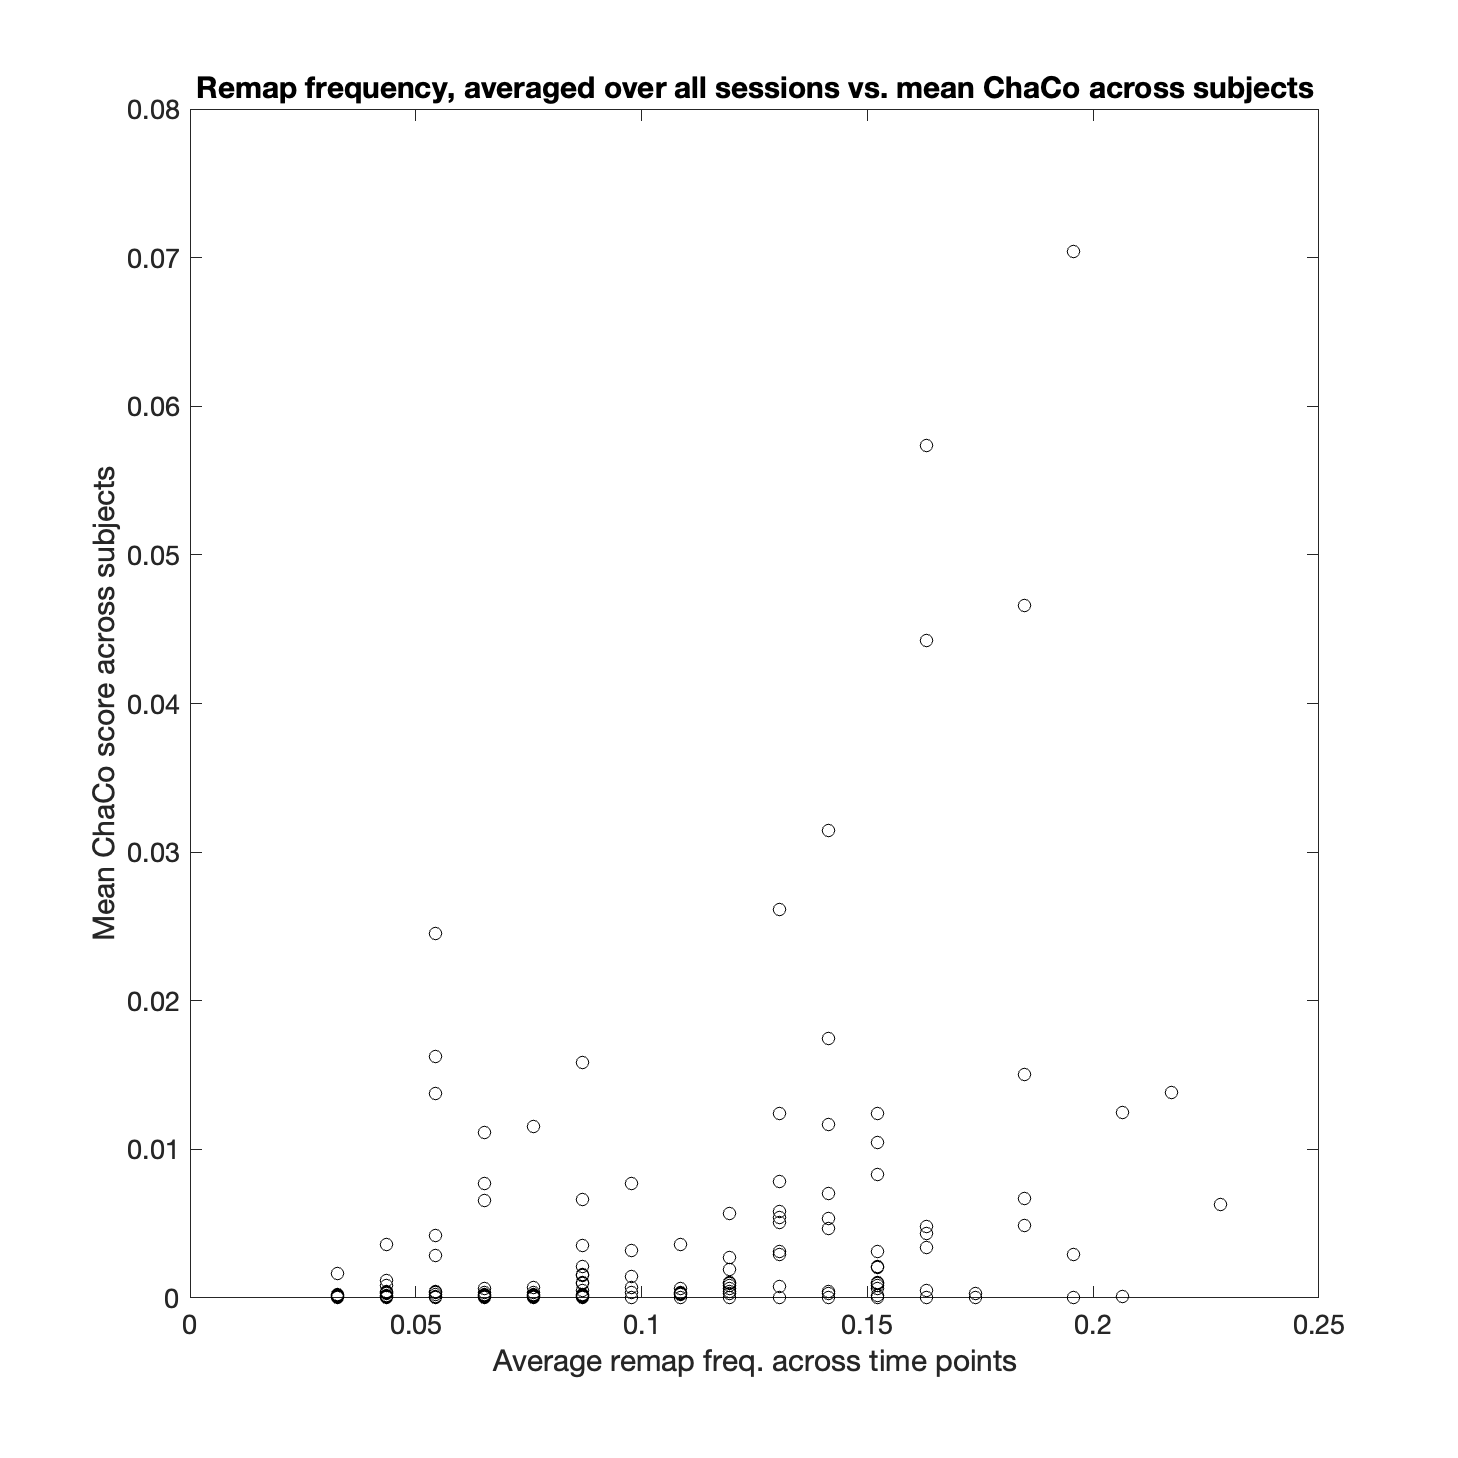 Remap frequency, averaged over all sessions vs. mean ChaCo across subjects
0.08
0.07
0.06
0.05
0.04
0.03
0.02
0.01
0
Mean ChaCo score across subjects
0 0.05 0.1 0.15 0.2 0.25
Average remap freq. across time points